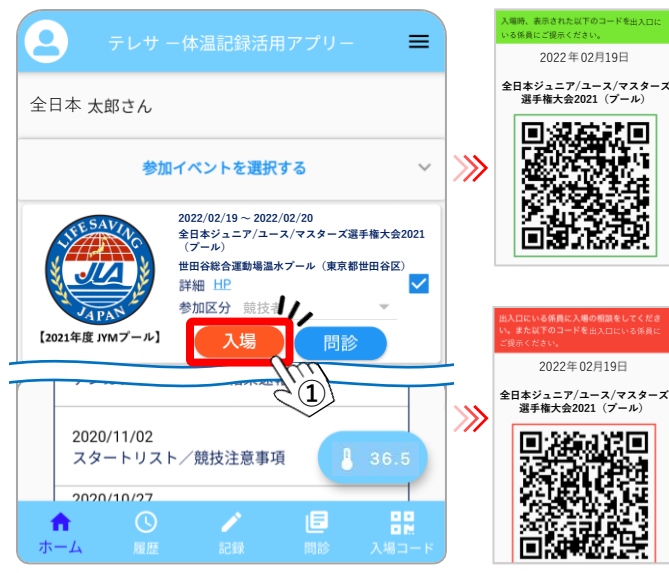 テレサ ー体温記録活用アプリー
全日本 太郎さん
参加イベントを選択する
LIFE SAVING
JLA
JAPAN
【2021年度 JYMプール】
2022/02/19 ~ 2022/02/20
全日本ジュニア/ユース/マスターズ選手権大会2021
（プール）
世田谷総合運動場温水プール（東京都世田谷区）
詳細 HP
参加区分 競技者
入場
問診
①
2020/11/02
スタートリスト／競技注意事項
36.5
2020/10/27
ホーム
履歴
記録
問診
入場コード
入場時、表示された以下のコードを出入口に
いる係員にご提示ください。
2022年02月19日
全日本ジュニア/ユース/マスターズ
選手権大会2021（プール）
出入口にいる係員に入場の相談をしてくださ
い。また以下のコードを出入口にいる係員に
ご提示ください。
2022年02月19日
全日本ジュニア/ユース/マスターズ
選手権大会2021（プール）